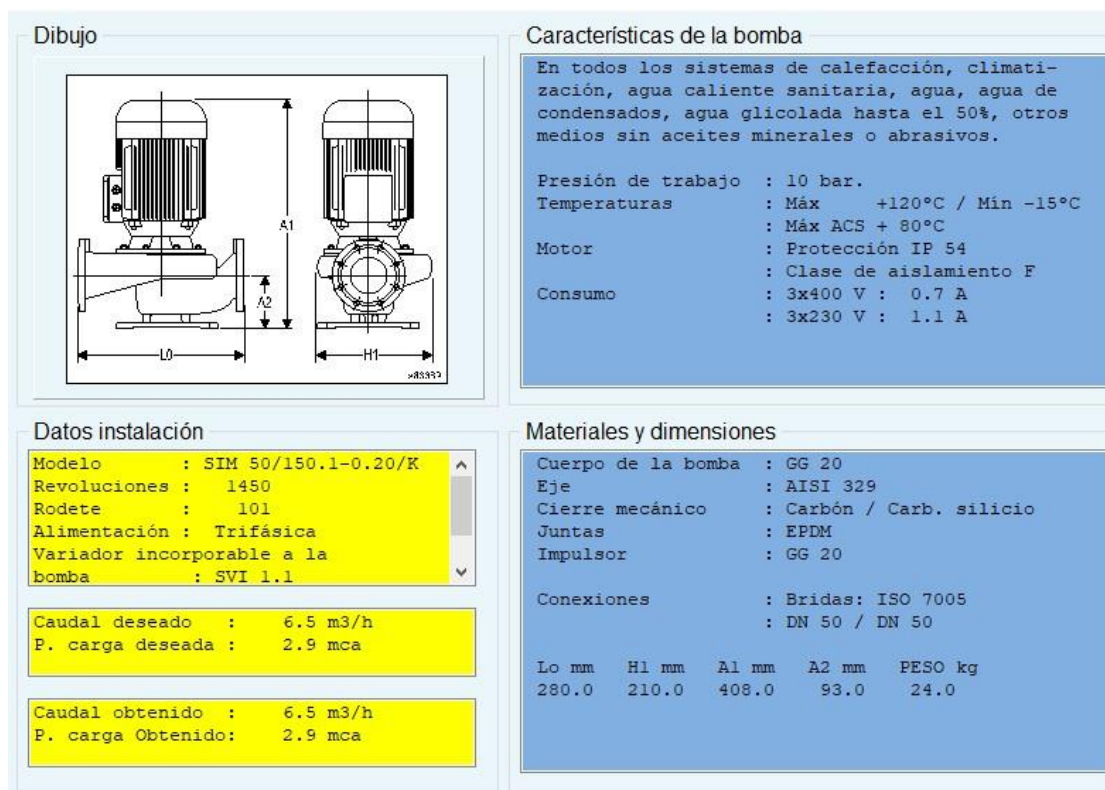 Dibujo
A1
A2
L0
H1
Características de la bomba
En todos los sistemas de calefacción, climati-
zación, agua caliente sanitaria, agua, agua de
condensados, agua glicolada hasta el 50%, otros
medios sin aceites minerales o abrasivos.
Presión de trabajo : 10 bar.
Temperaturas : Máx +120°C / Mín -15°C
: Máx ACS + 80°C
Motor : Protección IP 54
: Clase de aislamiento F
Consumo : 3x400 V : 0.7 A
: 3x230 V : 1.1 A
Datos instalación
Modelo : SIM 50/150.1-0.20/K
Revoluciones : 1450
Rodete : 101
Alimentación : Trifásica
Variador incorporable a la
bomba : SVI 1.1
Caudal deseado : 6.5 m3/h
P. carga deseada : 2.9 mca
Caudal obtenido : 6.5 m3/h
P. carga Obtenido: 2.9 mca
Materiales y dimensiones
Cuerpo de la bomba : GG 20
Eje : AISI 329
Cierre mecánico : Carbón / Carb. silicio
Juntas : EPDM
Impulsor : GG 20
Conexiones : Bridas: ISO 7005
: DN 50 / DN 50
Lo mm H1 mm A1 mm A2 mm PESO kg
280.0 210.0 408.0 93.0 24.0